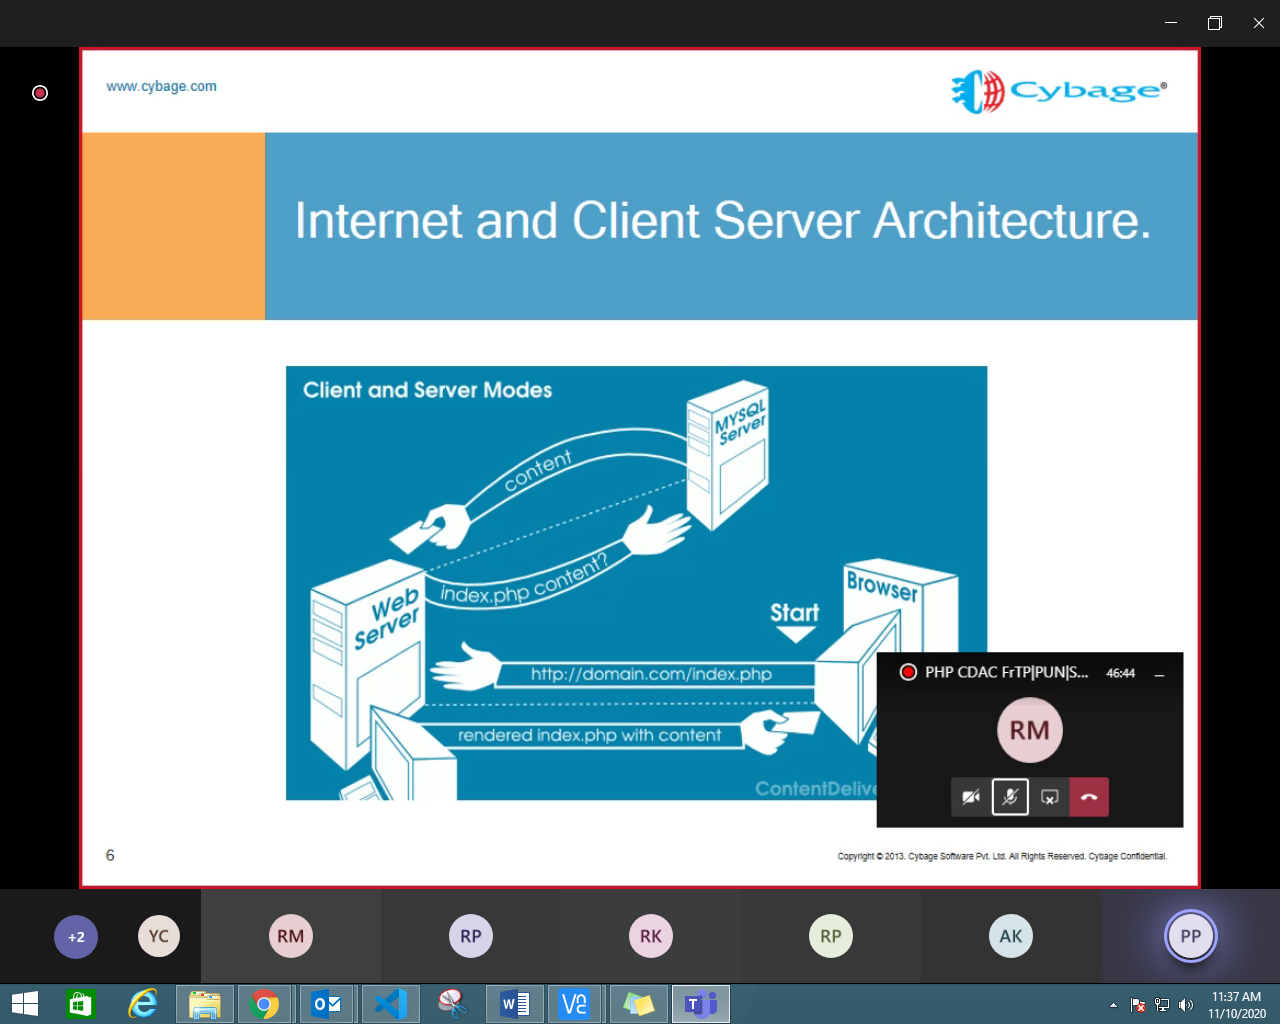 www.cybage.com
Cybage®
Internet and Client Server Architecture.
Client and Server Modes
MYSQL
Server
content
index.php content?
Web
Server
Browser
Start
http://domain.com/index.php
rendered index.php with content
ContentDelive
PHP CDAC FrTP|PUN|S...
46:44
RM
6
Copyright © 2013. Cybage Software Pvt. Ltd. All Rights Reserved. Cybage Confidential.
+2
YC
RM
RP
RK
RP
AK
PP
11:37 AM
11/10/2020